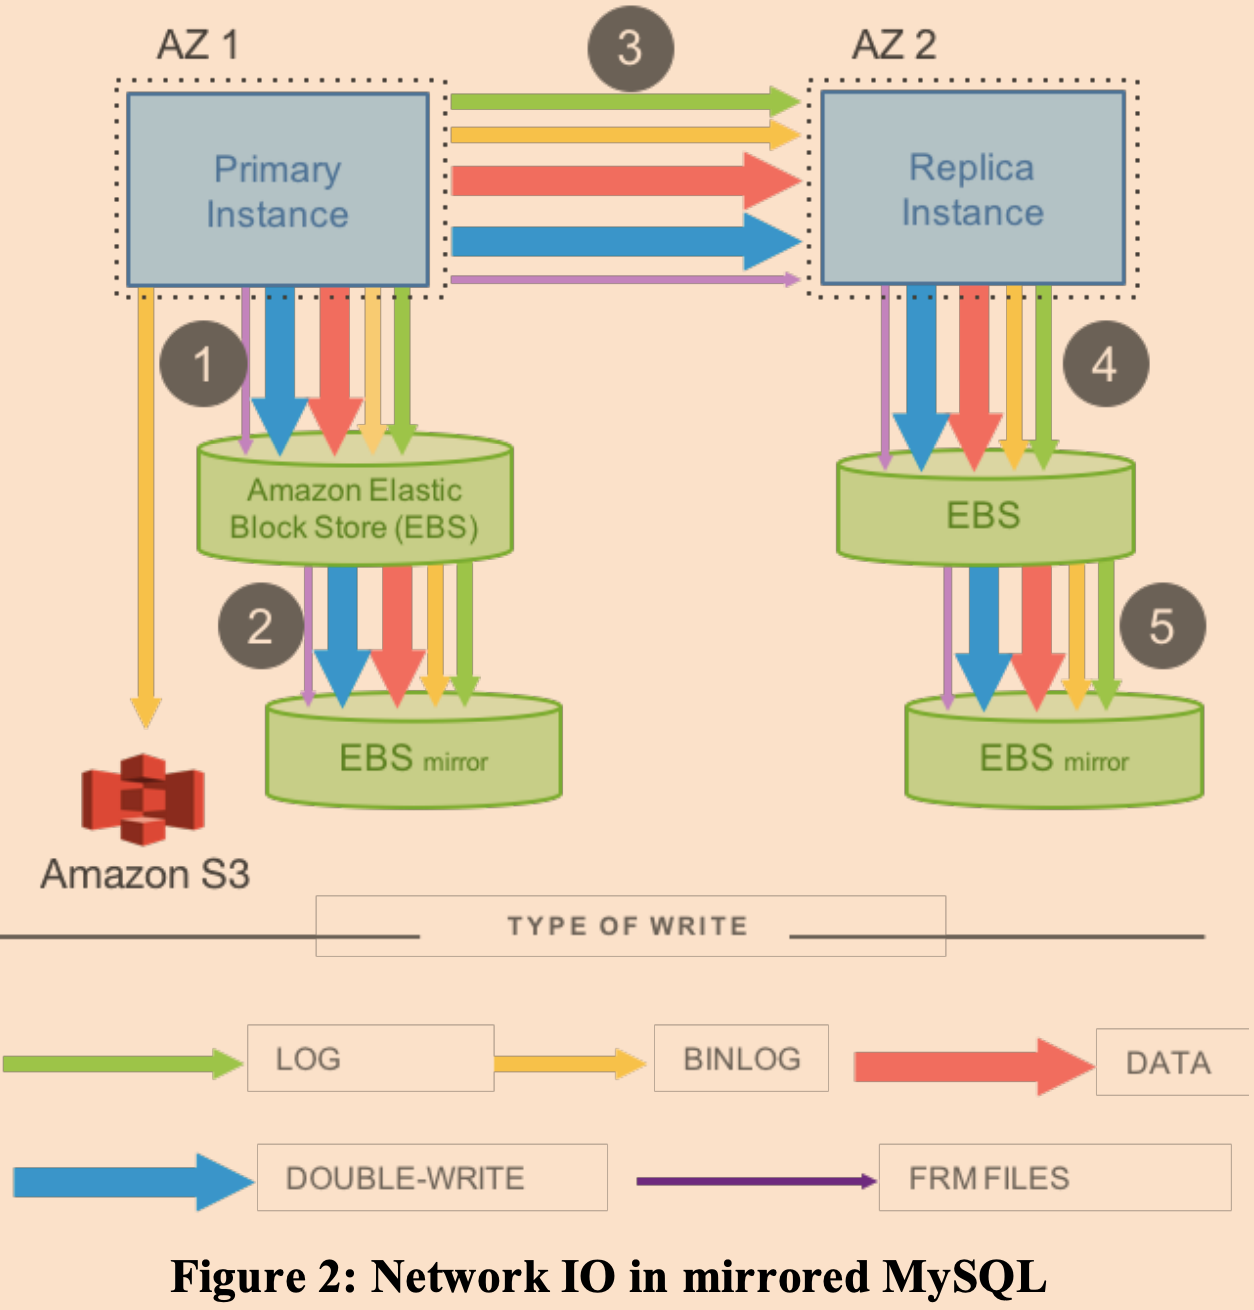 AZ 1
3
AZ 2
Primary
Instance
Replica
Instance
1
4
Amazon Elastic
Block Store (EBS)
EBS
2
5
EBS mirror
EBS mirror
Amazon S3
TYPE OF WRITE
LOG
BINLOG
DATA
DOUBLE-WRITE
FRM FILES
Figure 2: Network IO in mirrored MySQL